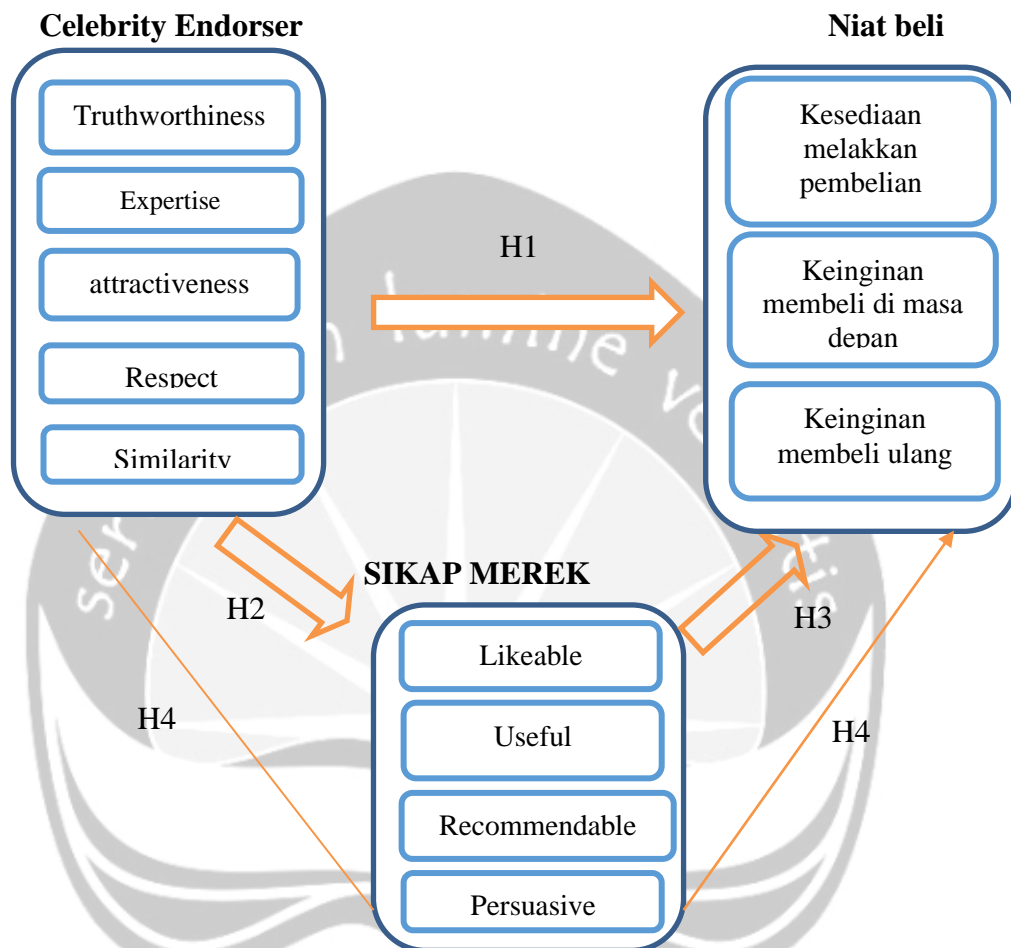 Celebrity Endorser
Truthworthiness
Expertise
attractiveness
Respect
Similarity
H1
Niat beli
Kesediaan
melakkan
pembelian
Keinginan
membeli di masa
depan
Keinginan
membeli ulang
H2
SIKAP MEREK
H3
H4
H4
Likeable
Useful
Recommendable
Persuasive
lumine